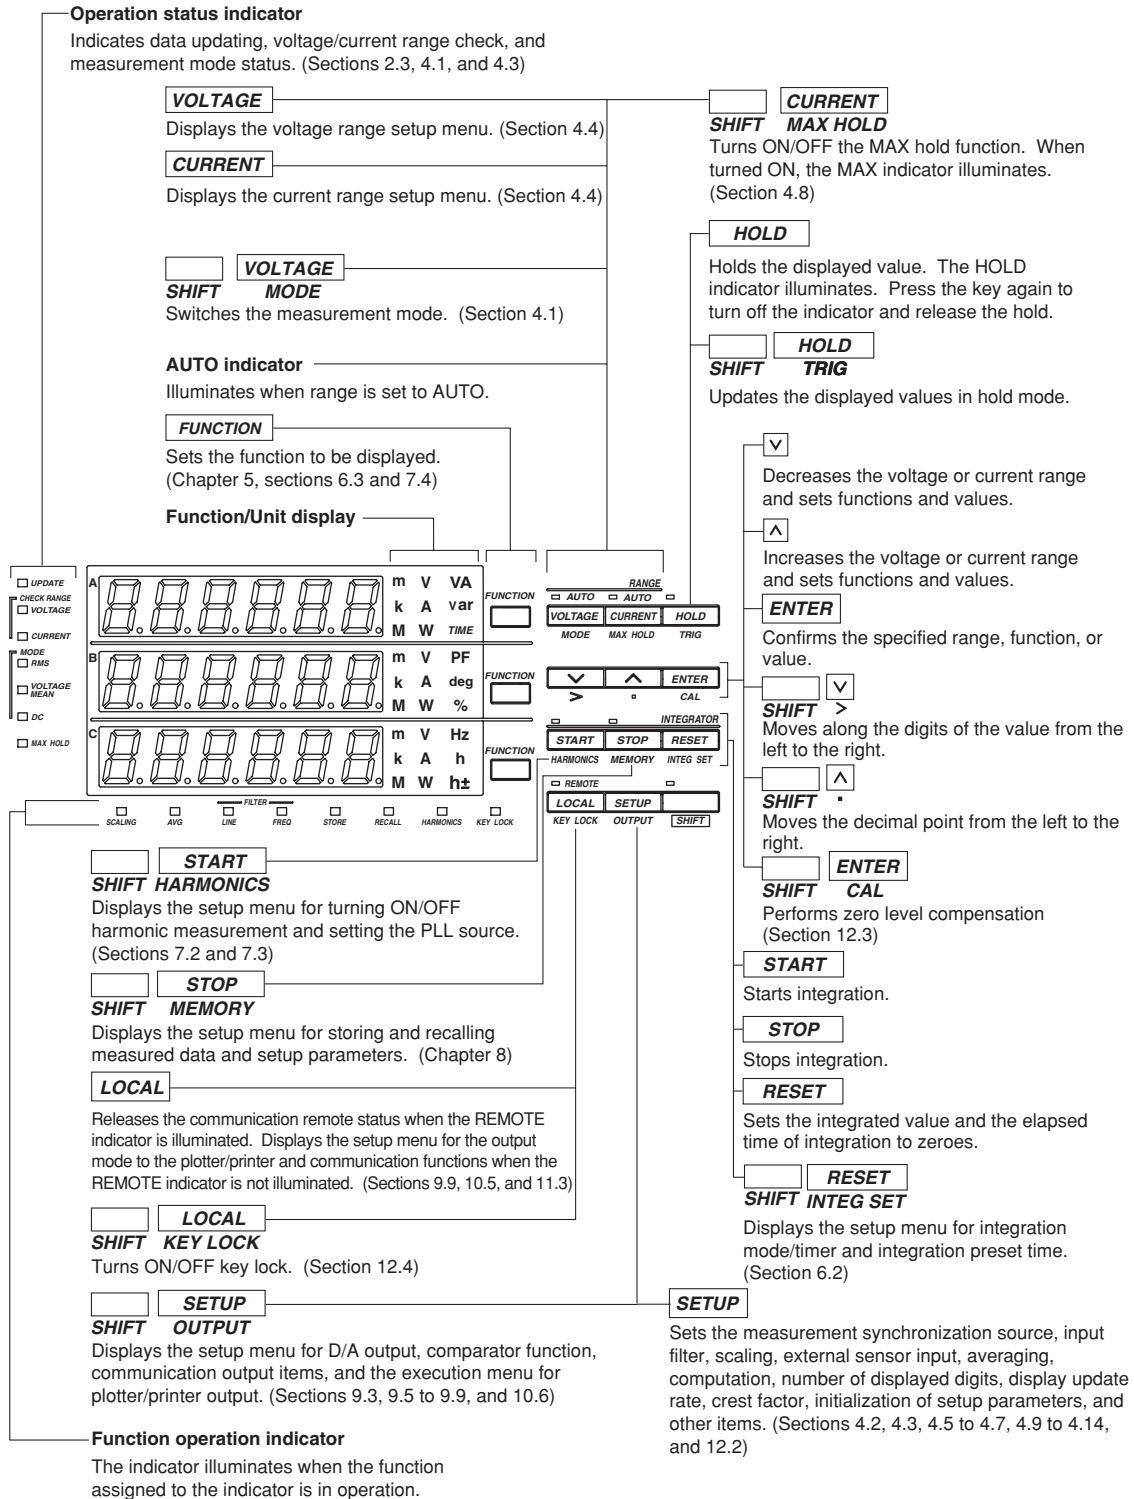 Operation status indicator
Indicates data updating, voltage/current range check, and
measurement mode status. (Sections 2.3, 4.1, and 4.3)
VOLTAGE
Displays the voltage range setup menu. (Section 4.4)
CURRENT
Displays the current range setup menu. (Section 4.4)
VOLTAGE
SHIFT MODE
Switches the measurement mode. (Section 4.1)
AUTO indicator
Illuminates when range is set to AUTO.
FUNCTION
Sets the function to be displayed.
(Chapter 5, sections 6.3 and 7.4)
Function/Unit display
CURRENT
SHIFT MAX HOLD
Turns ON/OFF the MAX hold function. When
turned ON, the MAX indicator illuminates.
(Section 4.8)
HOLD
Holds the displayed value. The HOLD
indicator illuminates. Press the key again to
turn off the indicator and release the hold.
HOLD
SHIFT TRIG
Updates the displayed values in hold mode.
Decreases the voltage or current range
and sets functions and values.
Increases the voltage or current range
and sets functions and values.
ENTER
Confirms the specified range, function, or
value.
SHIFT >
Moves along the digits of the value from the
left to the right.
SHIFT .
Moves the decimal point from the left to the
right.
ENTER
SHIFT CAL
Performs zero level compensation
(Section 12.3)
START
Starts integration.
STOP
Stops integration.
RESET
Sets the integrated value and the elapsed
time of integration to zeroes.
RESET
SHIFT INTEG SET
Displays the setup menu for integration
mode/timer and integration preset time.
(Section 6.2)
UPDATE
CHECK RANGE
VOLTAGE
CURRENT
MODE
RMS
VOLTAGE
MEAN
DC
MAX HOLD
A 8.8.8.8.8.8.
m V VA
k A var
M W TIME
B 8.8.8.8.8.8.
m V PF
k A deg
M W %
C 8.8.8.8.8.8.
m V Hz
k A h
M W h±
FUNCTION
FUNCTION
FUNCTION
RANGE
AUTO AUTO
VOLTAGE CURRENT HOLD
MODE MAX HOLD TRIG
ENTER
> . CAL
INTEGRATOR
START STOP RESET
HARMONICS MEMORY INTEG SET
REMOTE
LOCAL SETUP
KEY LOCK OUTPUT SHIFT
FILTER
SCALING AVG LINE FREQ STORE RECALL HARMONICS KEY LOCK
START
SHIFT HARMONICS
Displays the setup menu for turning ON/OFF
harmonic measurement and setting the PLL source.
(Sections 7.2 and 7.3)
STOP
SHIFT MEMORY
Displays the setup menu for storing and recalling
measured data and setup parameters. (Chapter 8)
LOCAL
Releases the communication remote status when the REMOTE
indicator is illuminated. Displays the setup menu for the output
mode to the plotter/printer and communication functions when the
REMOTE indicator is not illuminated. (Sections 9.9, 10.5, and 11.3)
LOCAL
SHIFT KEY LOCK
Turns ON/OFF key lock. (Section 12.4)
SETUP
SHIFT OUTPUT
Displays the setup menu for D/A output, comparator function,
communication output items, and the execution menu for
plotter/printer output. (Sections 9.3, 9.5 to 9.9, and 10.6)
SETUP
Sets the measurement synchronization source, input
filter, scaling, external sensor input, averaging,
computation, number of displayed digits, display update
rate, crest factor, initialization of setup parameters, and
other items. (Sections 4.2, 4.3, 4.5 to 4.7, 4.9 to 4.14,
and 12.2)
Function operation indicator
The indicator illuminates when the function
assigned to the indicator is in operation.